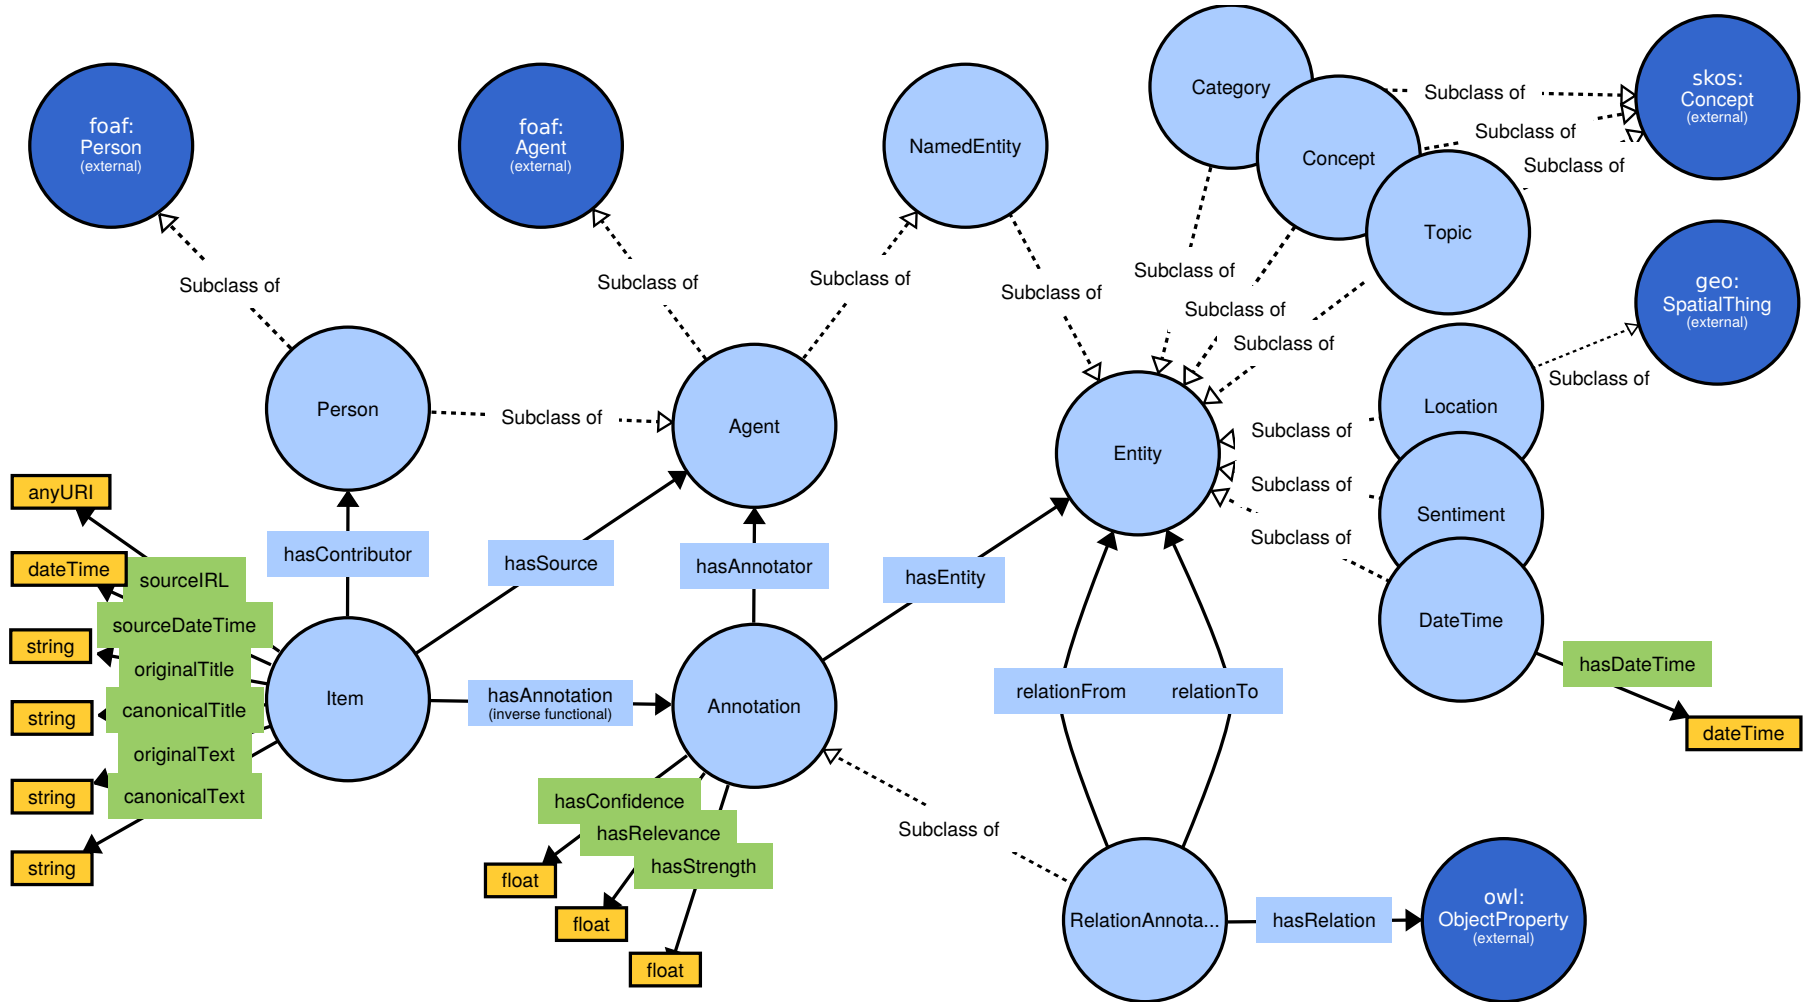 foaf:
Person
(external)
foaf:
Agent
(external)
NamedEntity
Category
Concept
Topic
Subclass of
Subclass of
Subclass of
skos:
Concept
(external)
geo:
SpatialThing
(external)
Subclass of
Subclass of
Subclass of
Subclass of
Subclass of
Subclass of
Subclass of
Subclass of
Person
Subclass of
Agent
Entity
Location
Sentiment
DateTime
Subclass of
Subclass of
Subclass of
anyURI
dateTime
string
string
string
string
sourceIRL
sourceDateTime
originalTitle
canonicalTitle
originalText
canonicalText
hasContributor
hasSource
hasAnnotator
hasEntity
Item
hasAnnotation
(inverse functional)
Annotation
relationFrom
relationTo
hasDateTime
dateTime
hasConfidence
hasRelevance
hasStrength
float
float
float
Subclass of
RelationAnnota...
hasRelation
owl:
ObjectProperty
(external)